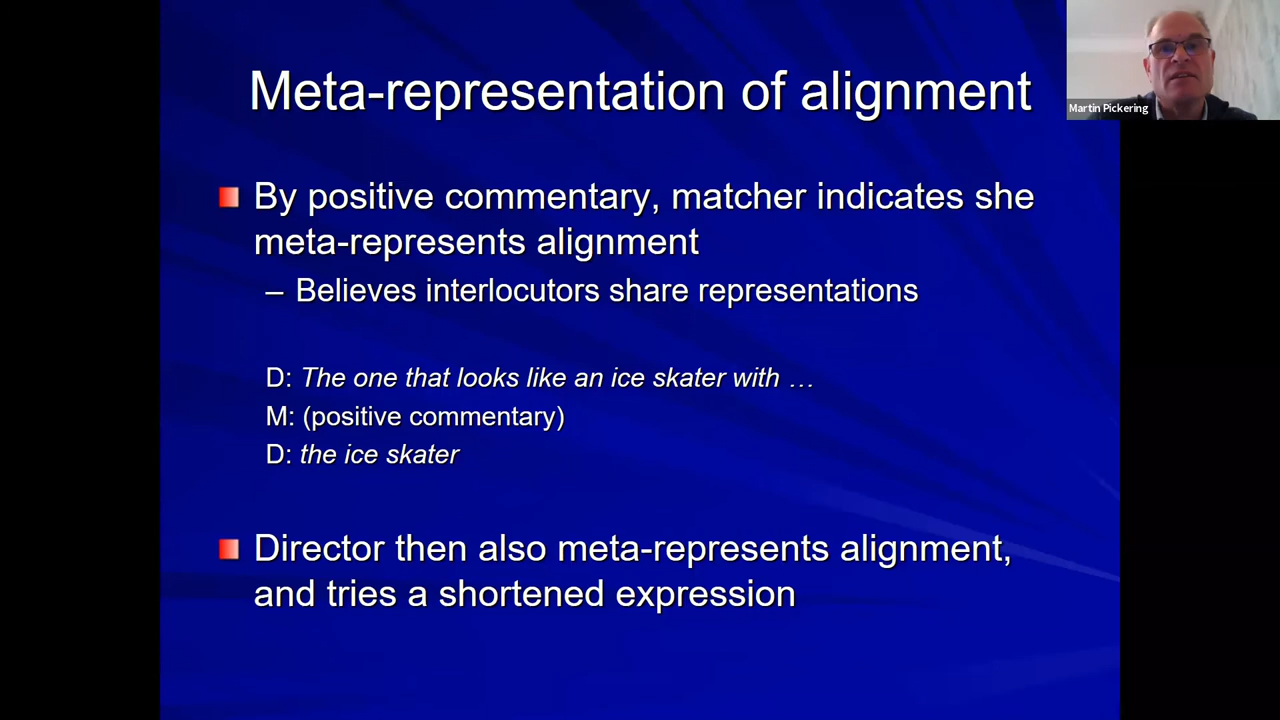 Meta-representation of alignment
Martin Pickering
By positive commentary, matcher indicates she
meta-represents alignment
– Believes interlocutors share representations
D: The one that looks like an ice skater with …
M: (positive commentary)
D: the ice skater
Director then also meta-represents alignment,
and tries a shortened expression